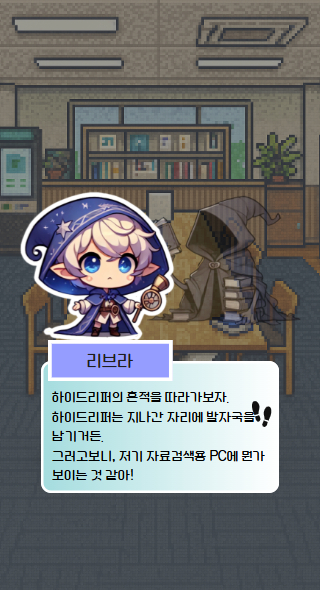 리브라
하이드리퍼의 흔적을 따라가보자.
하이드리퍼는 지나간 자리에 발자국을
남기거든.
그러고보니, 저기 자료검색용 PC에 뭔가
보이는 것 같아!